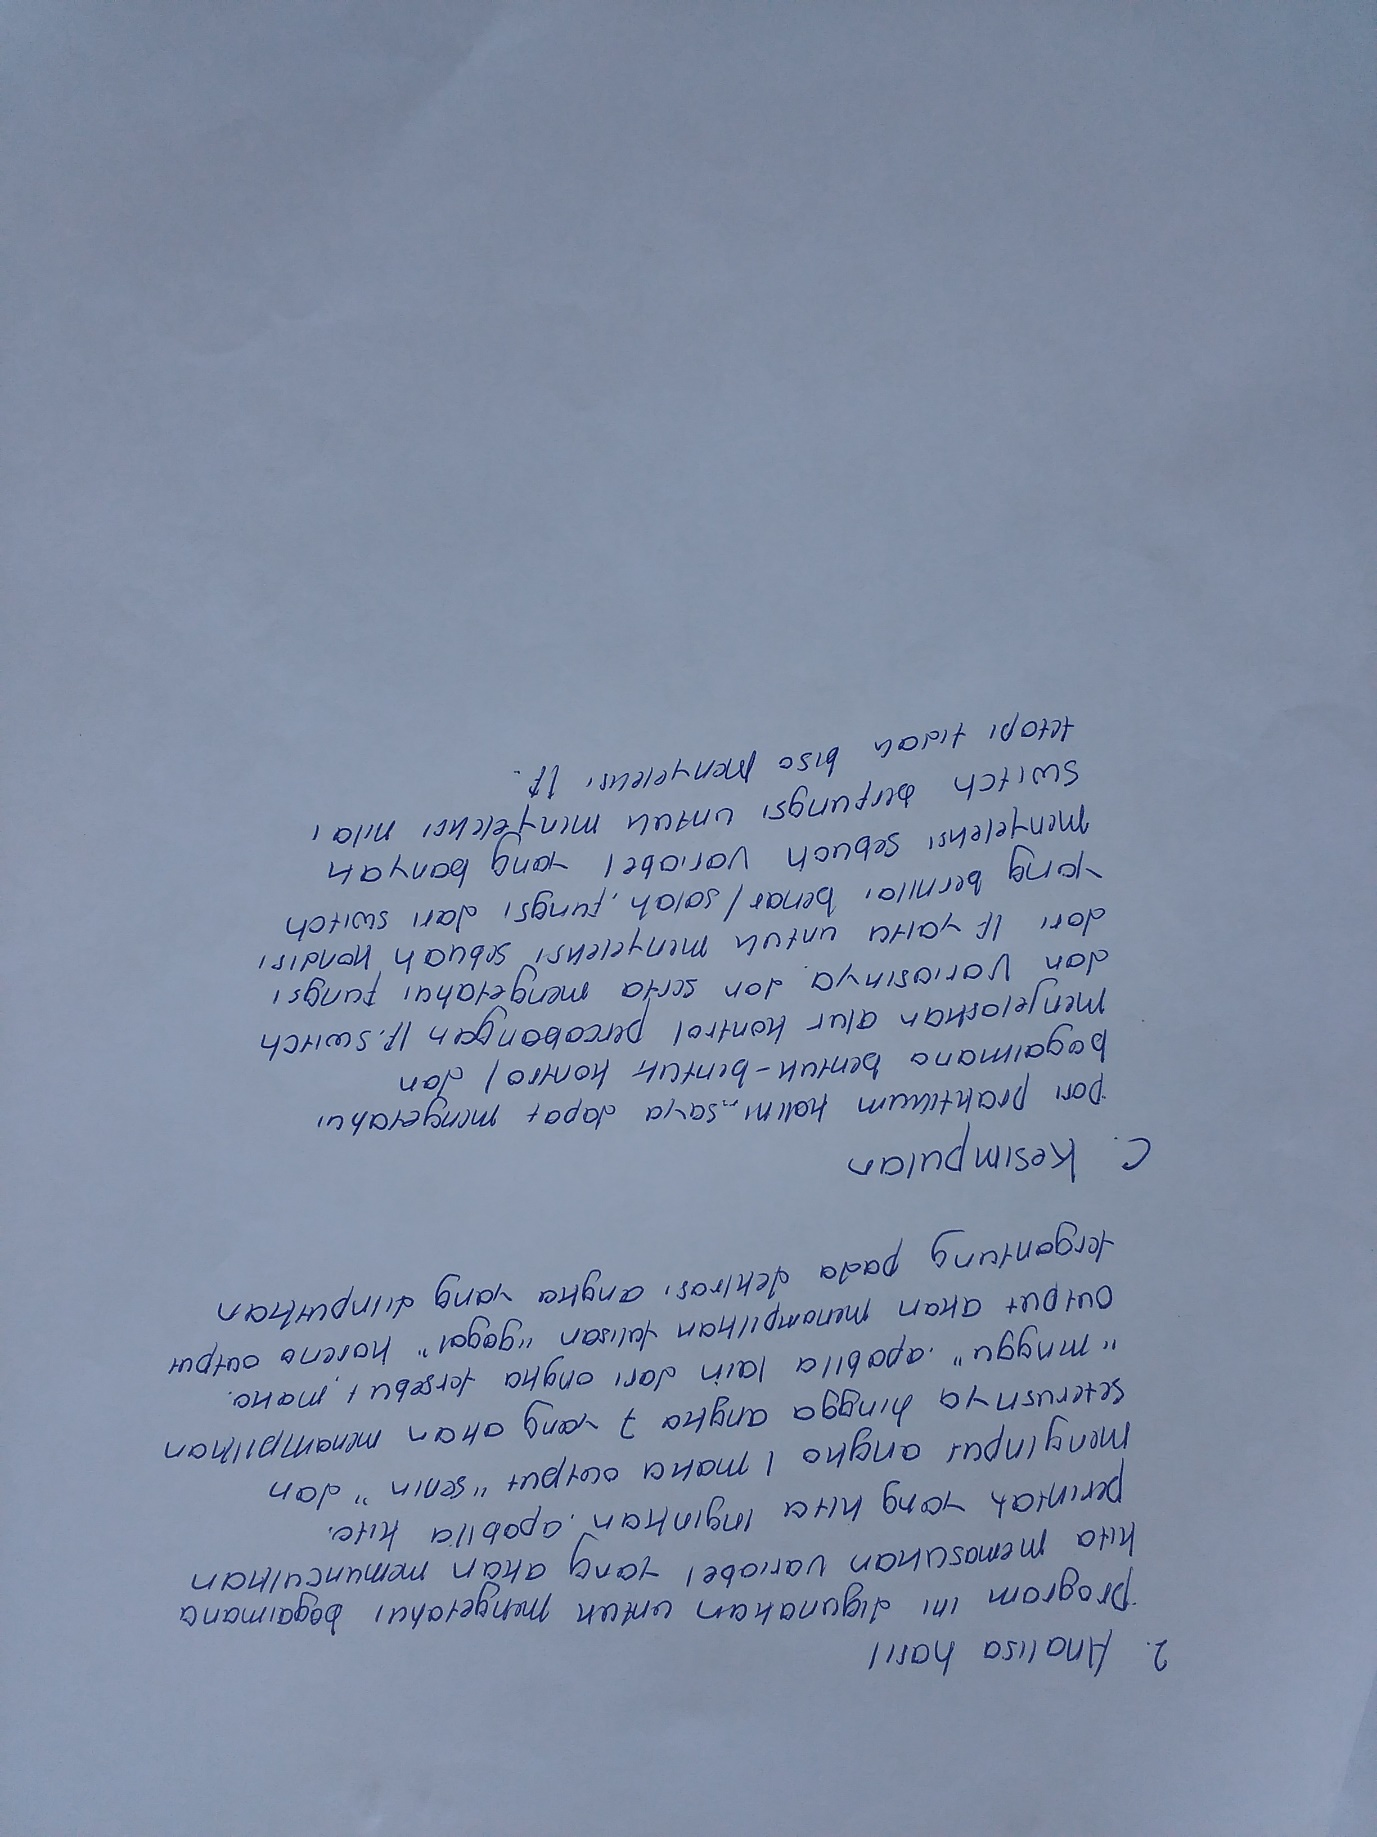 2. Analisa hasil
program ini digunakan untuk mengetahui bagaimana
kita memasukan variabel yang akan memunculkan
perintah yang kita inginkan. apabila kita
menginput angka 1 maka output "senin" dan
seterusnya hingga angka 7 yang akan menampilkan
"minggu". apabila lain dari angka tersebut, maka
output akan menampilkan tulisan "gagal" karena output
tergantung pada deklrasi angka yang diinputkan
C. Kesimpulan
Dari praktikum kalini, saya dapat mengetahui
bagaimana bentuk-bentuk kontrol dan
menjelaskan alur kontrol percabangan if, switch
dan variasinya. dan serta mengetahui fungsi
dari If yaitu untuk menyeleksi sebuah kondisi
yang bernilai benar/salah, fungsi dari switch
menyeleksi sebuah variabel yang banyak
switch berfungsi untuk menyeleksi nilai
tetapi tidak bisa menyeleksi If.